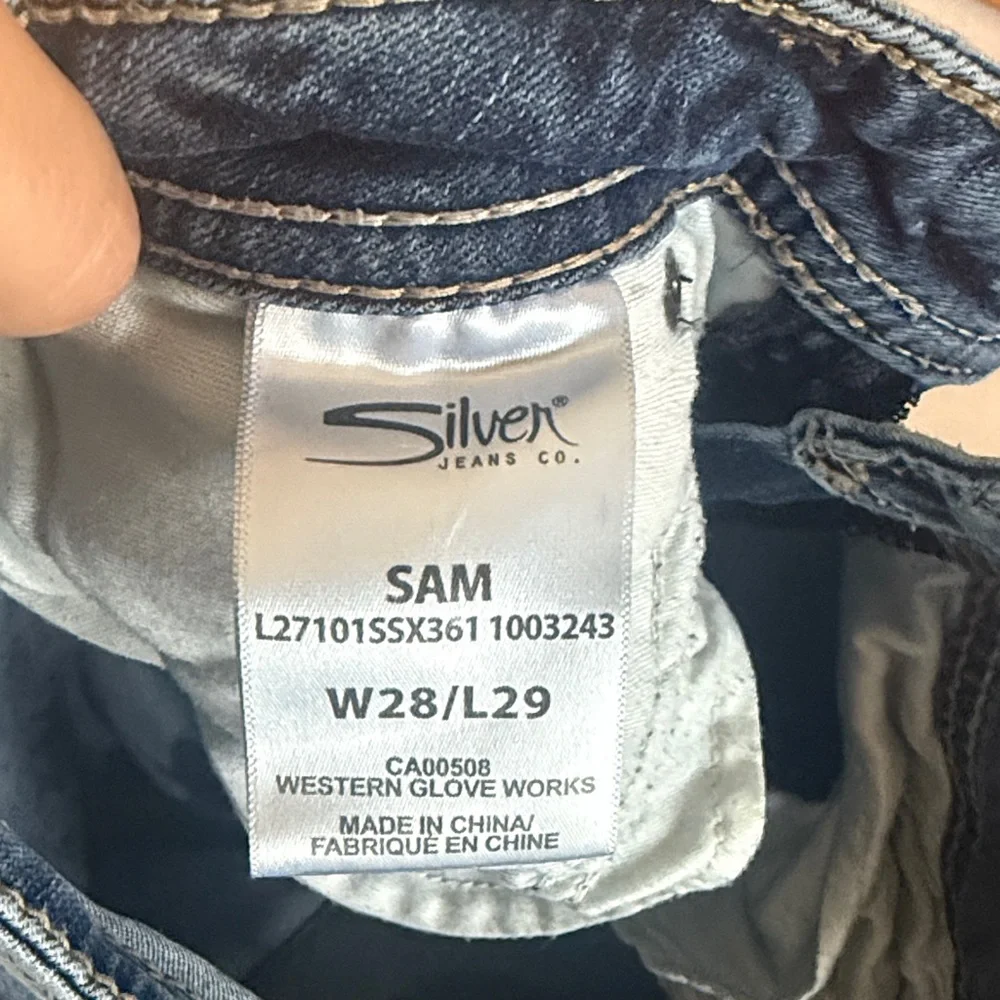 Silver®
JEANS CO.
SAM
L27101SSX361 1003243
W28/L29
CA00508
WESTERN GLOVE WORKS
MADE IN CHINA/
FABRIQUÉ EN CHINE